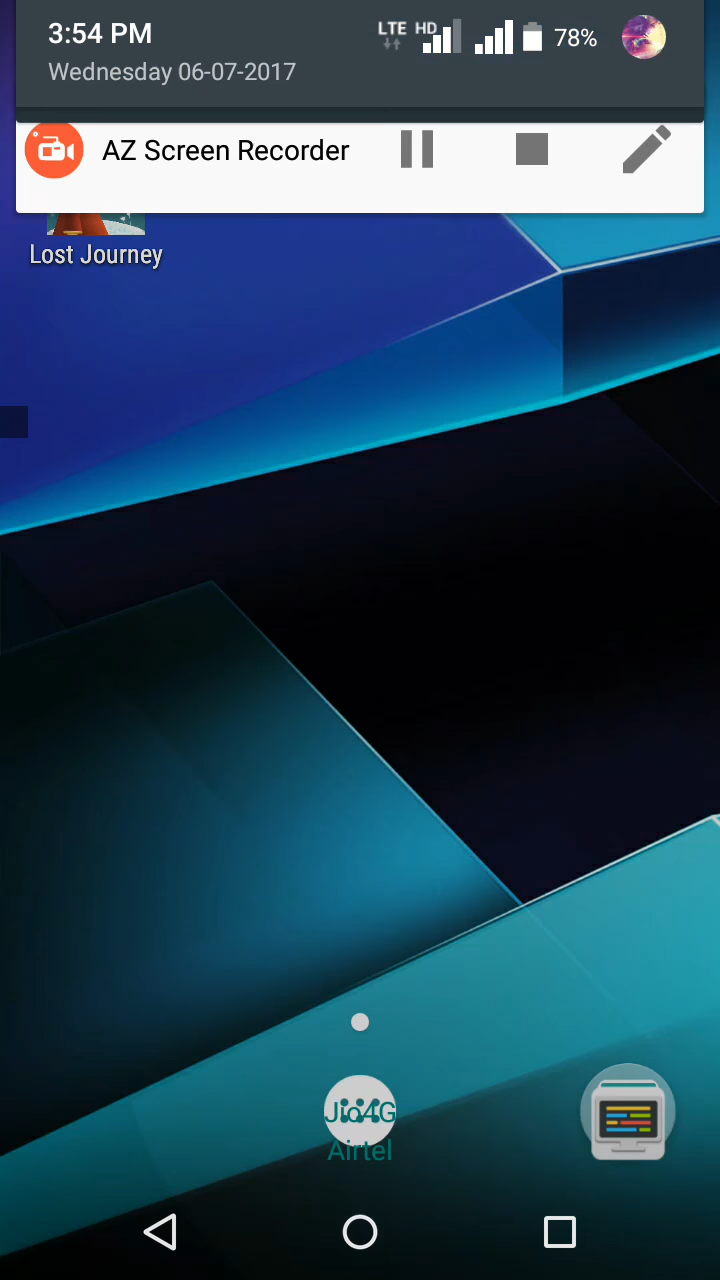 3:54 PM
LTE HD
78%
Wednesday 06-07-2017
AZ Screen Recorder
Lost Journey
Jio4G
Airtel